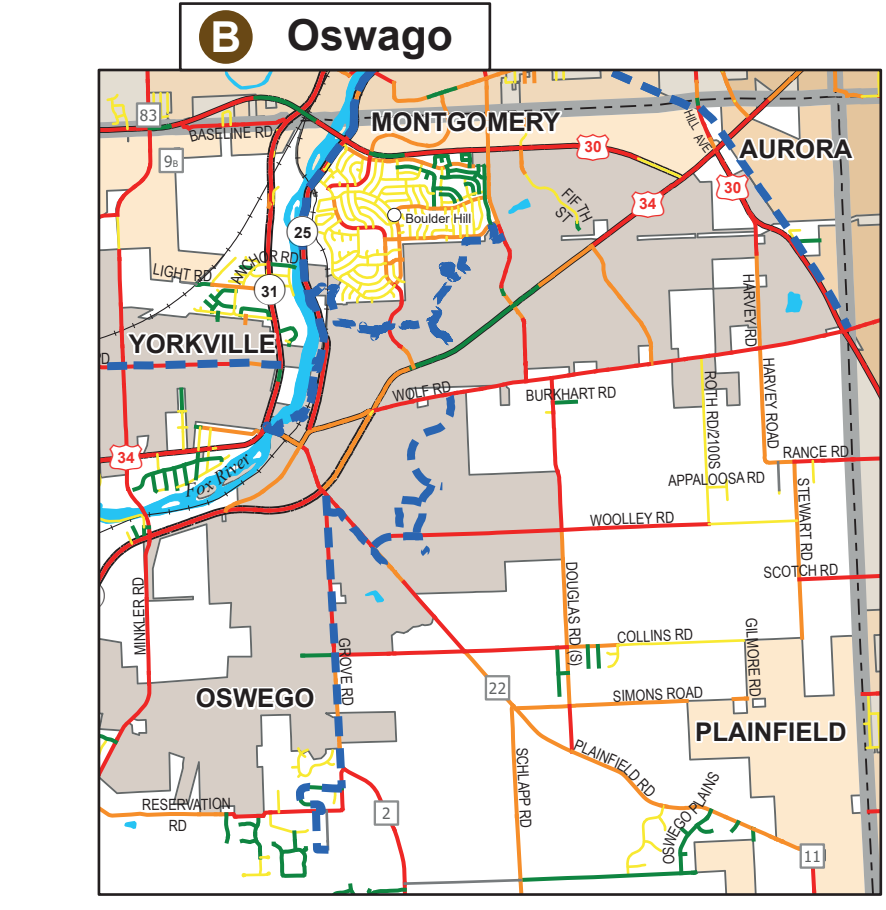 B Oswago
83
BASELINE RD
MONTGOMERY
HILL AVE
AURORA
9B
30
30
34
FIFTH
ST
Boulder Hill
25
LIGHT RD
ANCHOR RD
31
HARVEY RD
YORKVILLE
D
WOLF RD
BURKHART RD
ROTH RD/2100S
HARVEY ROAD
34
Fox River
RANCE RD
APPALOOSA RD
STEWART RD
WOOLLEY RD
SCOTCH RD
MINKLER RD
DOUGLAS RD (S)
COLLINS RD
GILMORE RD
GROVE RD
OSWEGO
22
SIMONS ROAD
PLAINFIELD
SCHLAPP RD
PLAINFIELD RD
OSWEGO PLAINS
RESERVATION
RD
2
11